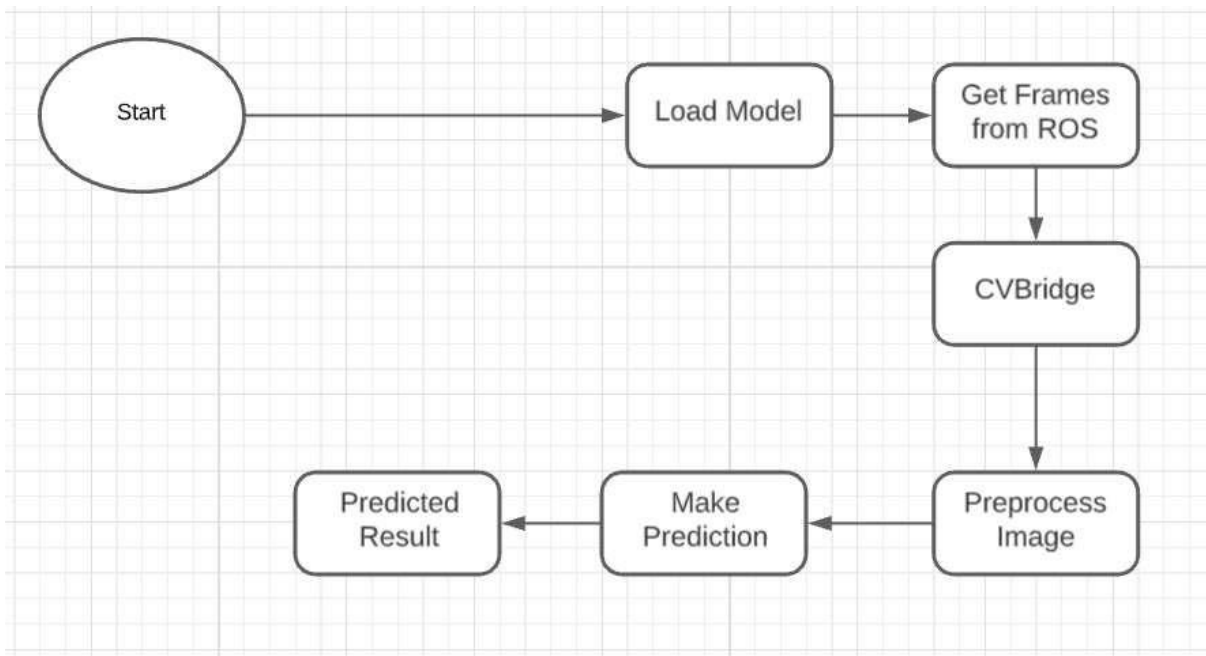 Start
Load Model
Get Frames
from ROS
CVBridge
Preprocess
Image
Make
Prediction
Predicted
Result